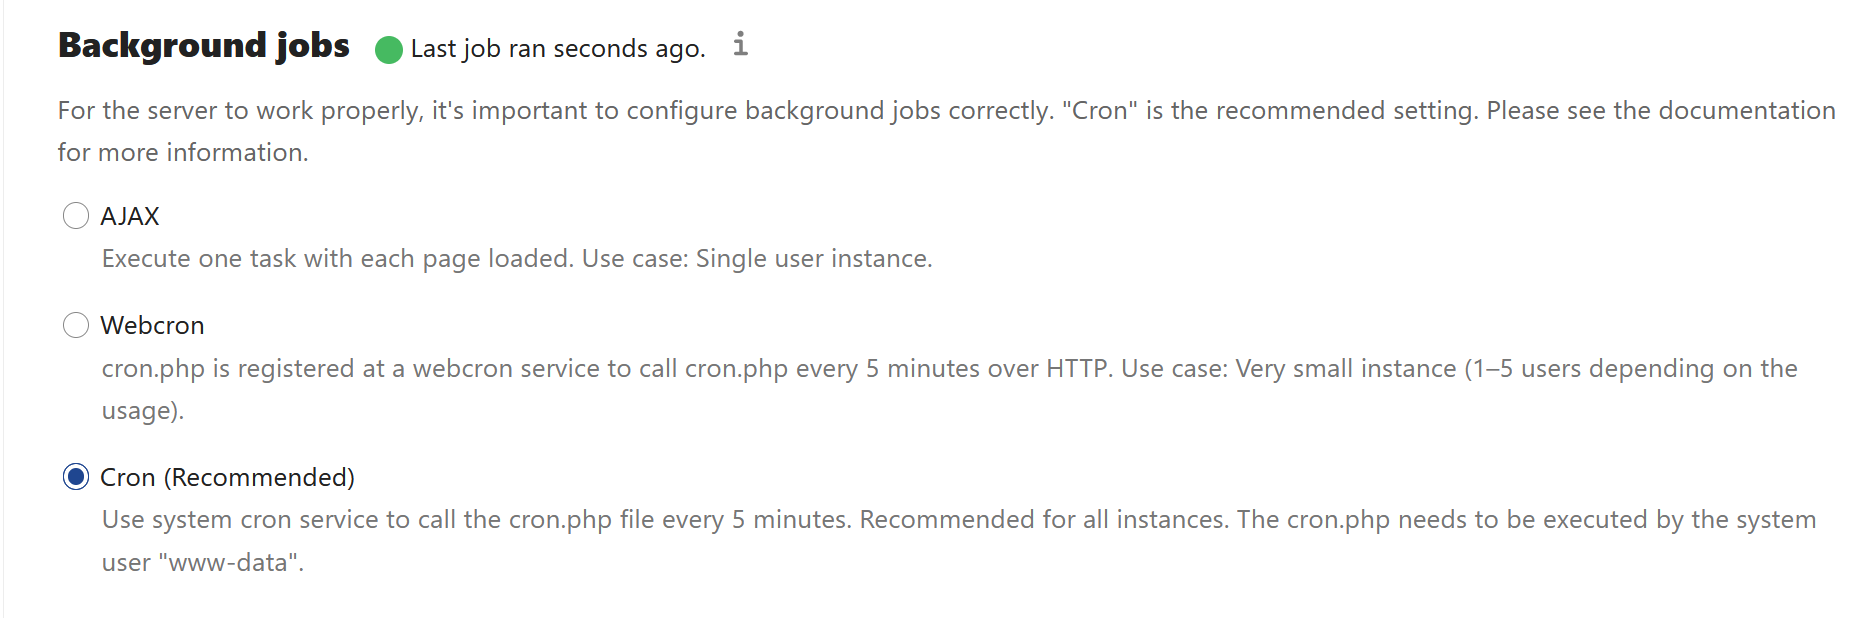 Background jobs Last job ran seconds ago. i
For the server to work properly, it's important to configure background jobs correctly. "Cron" is the recommended setting. Please see the documentation
for more information.
AJAX
Execute one task with each page loaded. Use case: Single user instance.
Webcron
cron.php is registered at a webcron service to call cron.php every 5 minutes over HTTP. Use case: Very small instance (1–5 users depending on the
usage).
Cron (Recommended)
Use system cron service to call the cron.php file every 5 minutes. Recommended for all instances. The cron.php needs to be executed by the system
user "www-data".